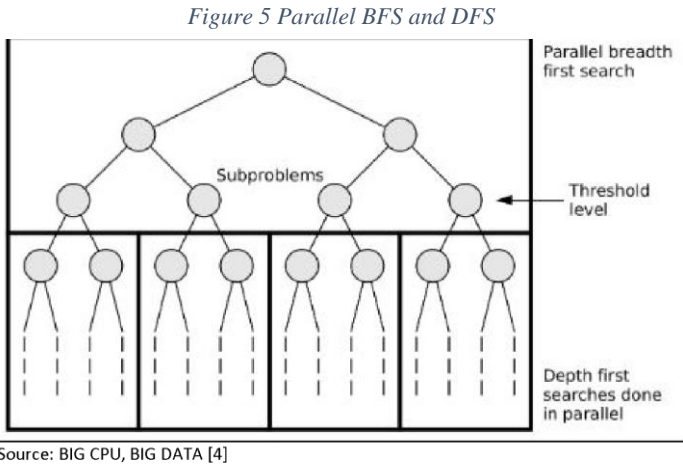 Figure 5 Parallel BFS and DFS
Parallel breadth
first search
Subproblems
Threshold
level
Depth first
searches done
in parallel
Source: BIG CPU, BIG DATA [4]